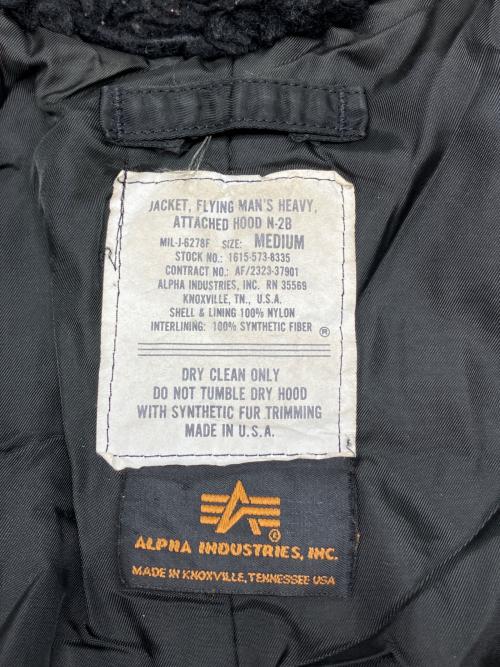 JACKET, FLYING MAN'S HEAVY,
ATTACHED HOOD N-2B
MIL-J-6278F SIZE: MEDIUM
STOCK NO.: 1615-573-8335
CONTRACT NO.: AF/2323-37901
ALPHA INDUSTRIES, INC. RN 35569
KNOXVILLE, TN., U.S.A.
SHELL & LINING 100% NYLON
INTERLINING: 100% SYNTHETIC FIBER ®
DRY CLEAN ONLY
DO NOT TUMBLE DRY HOOD
WITH SYNTHETIC FUR TRIMMING
MADE IN U.S.A.
®
ALPHA INDUSTRIES, INC.
MADE IN KNOXVILLE, TENNESSEE USA